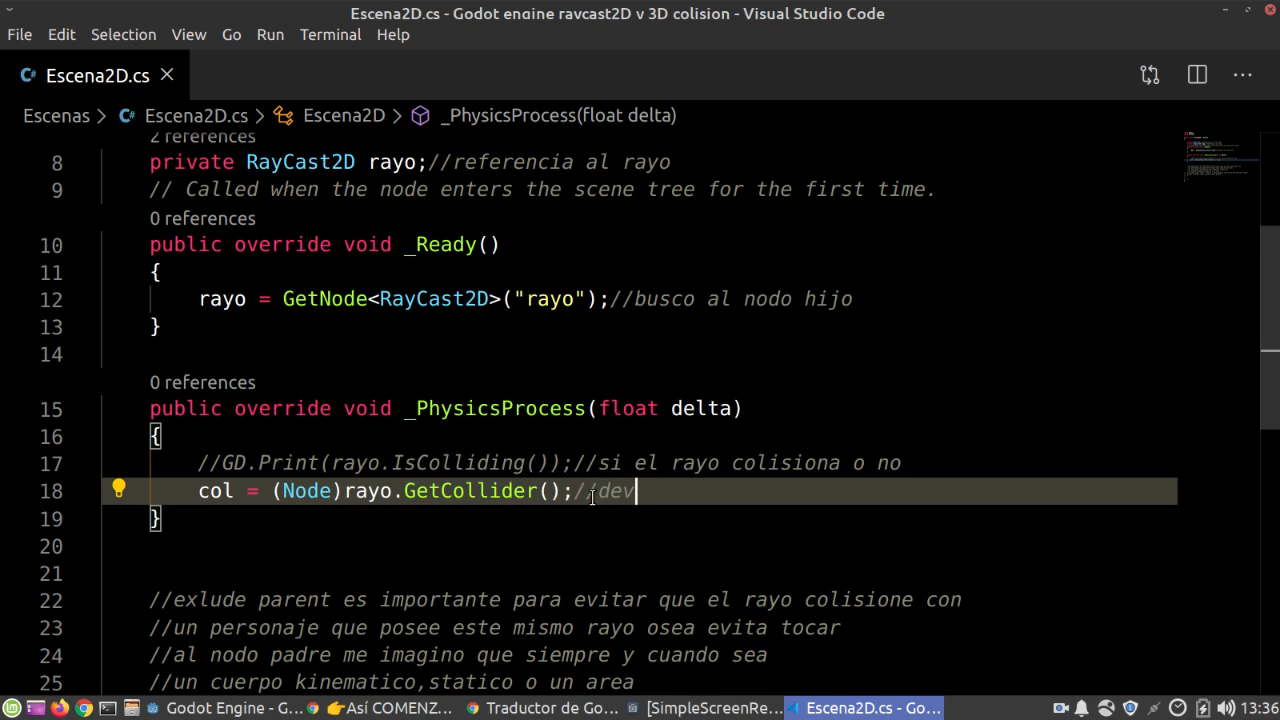 Escena2D.cs - Godot engine raycast2D y 3D colision - Visual Studio Code
File Edit Selection View Go Run Terminal Help
C# Escena2D.cs
Escenas > C# Escena2D.cs > Escena2D > _PhysicsProcess(float delta)
2 references
8 private RayCast2D rayo;//referencia al rayo
9 // Called when the node enters the scene tree for the first time.
0 references
10 public override void _Ready()
11 {
12 rayo = GetNode<RayCast2D>("rayo");//busco al nodo hijo
13 }
14
0 references
15 public override void _PhysicsProcess(float delta)
16 {
17 //GD.Print(rayo.IsColliding());//si el rayo colisiona o no
18 col = (Node)rayo.GetCollider();//dev
19 }
20
21
22 //exlude parent es importante para evitar que el rayo colisione con
23 //un personaje que posee este mismo rayo osea evita tocar
24 //al nodo padre me imagino que siempre y cuando sea
25 //un cuerpo kinematico,statico o un area
Godot Engine - G... 👉Así COMENZ... Traductor de Go... [SimpleScreenRe... Escena2D.cs - Go... 13:36